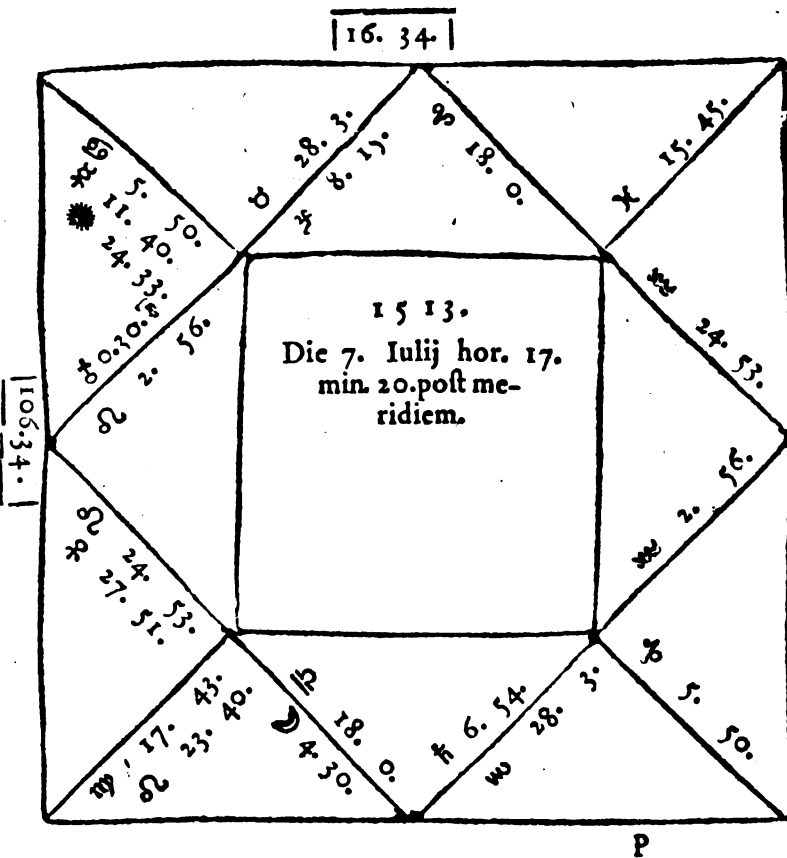 |16. 34.|
♋ 5. 50.
☿ 11. 40.
☉ 24. 33.
♂ 0. 30. ♋
♉ 28. 3.
♃ 8. 15.
18. 0.
♓ 15. 45.
♒ 24. 53.
|106.34.|
♌ 2. 56.
1513.
Die 7. Iulij hor. 17.
min. 20.poſt me-
ridiem.
♒ 2. 56.
♌ 24. 53.
♀ 27. 51.
♍ 17. 43.
23. 40.
♎ 18. 0.
☽ 4. 30.
♄ 6. 54.
♏ 28. 3.
♑ 5. 50.
P